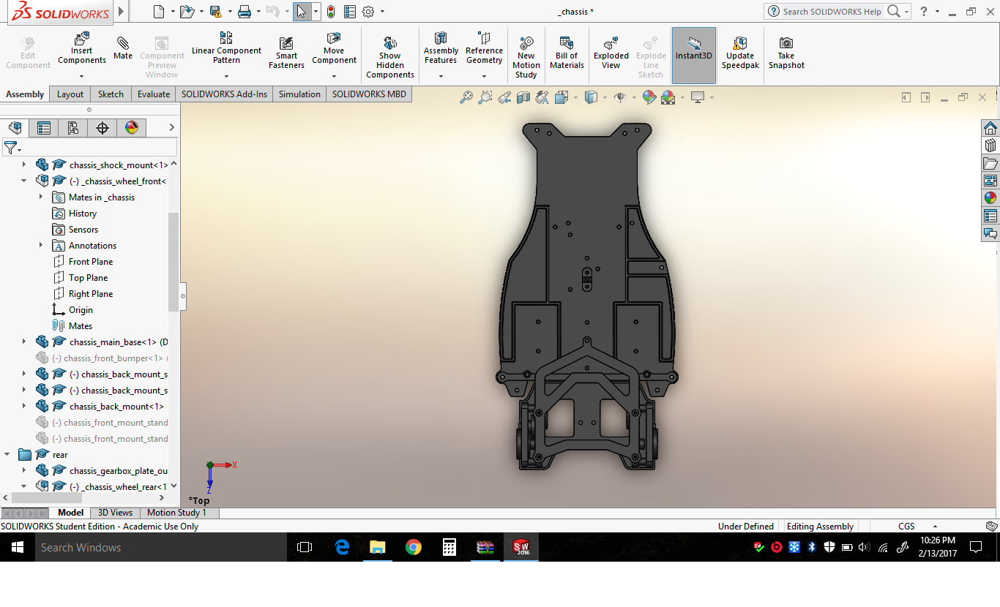 SOLIDWORKS
_chassis *
Search SOLIDWORKS Help
?
Edit Component
Insert Components
Mate
Component Preview Window
Linear Component Pattern
Smart Fasteners
Move Component
Show Hidden Components
Assembly Features
Reference Geometry
New Motion Study
Bill of Materials
Exploded View
Explode Line Sketch
Instant3D
Update Speedpak
Take Snapshot
Assembly
Layout
Sketch
Evaluate
SOLIDWORKS Add-Ins
Simulation
SOLIDWORKS MBD
chassis_shock_mount<1>
(-) _chassis_wheel_front<
Mates in _chassis
History
Sensors
A Annotations
Front Plane
Top Plane
Right Plane
Origin
Mates
chassis_main_base<1> (D
(-) chassis_front_bumper<1> (
(-) chassis_back_mount_s
(-) chassis_back_mount_s
chassis_back_mount<1>
(-) chassis_front_mount_stand
(-) chassis_front_mount_stand
rear
chassis_gearbox_plate_ou
(-) _chassis_wheel_rear<1
X
Z
*Top
Model
3D Views
Motion Study 1
SOLIDWORKS Student Edition - Academic Use Only
Under Defined
Editing Assembly
CGS
Search Windows
SW
2016
10:26 PM
2/13/2017